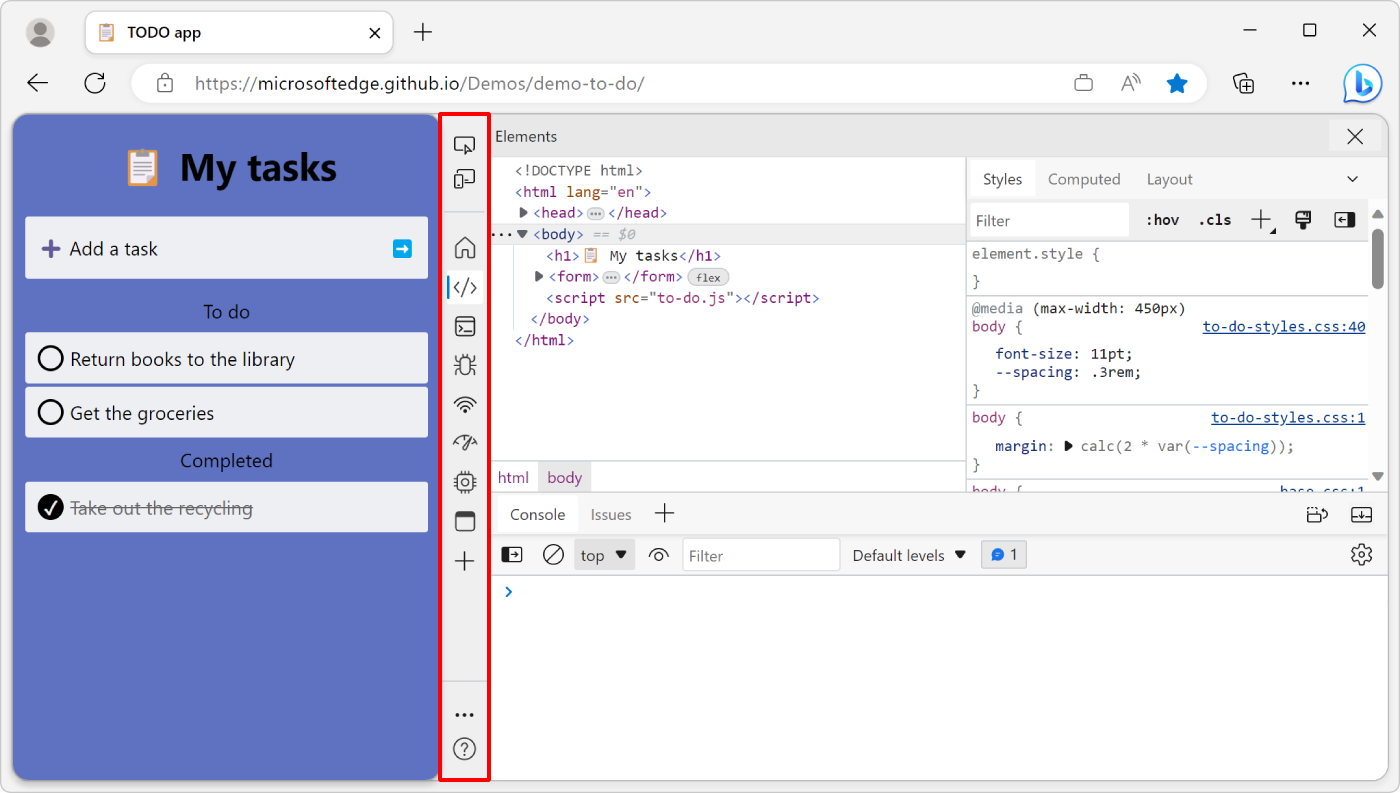 TODO app
https://microsoftedge.github.io/Demos/demo-to-do/
My tasks
Add a task
To do
Return books to the library
Get the groceries
Completed
Take out the recycling
Elements
<!DOCTYPE html>
<html lang="en">
<head> ••• </head>
••• <body> == $0
<h1>📋 My tasks</h1>
<form> ••• </form> flex
<script src="to-do.js"></script>
</body>
</html>
html body
Styles Computed Layout
Filter :hov .cls
element.style {
}
@media (max-width: 450px)
body { to-do-styles.css:40
font-size: 11pt;
--spacing: .3rem;
}
body { to-do-styles.css:1
margin: calc(2 * var(--spacing));
}
body { base.css:1
Console Issues
top Filter Default levels 1